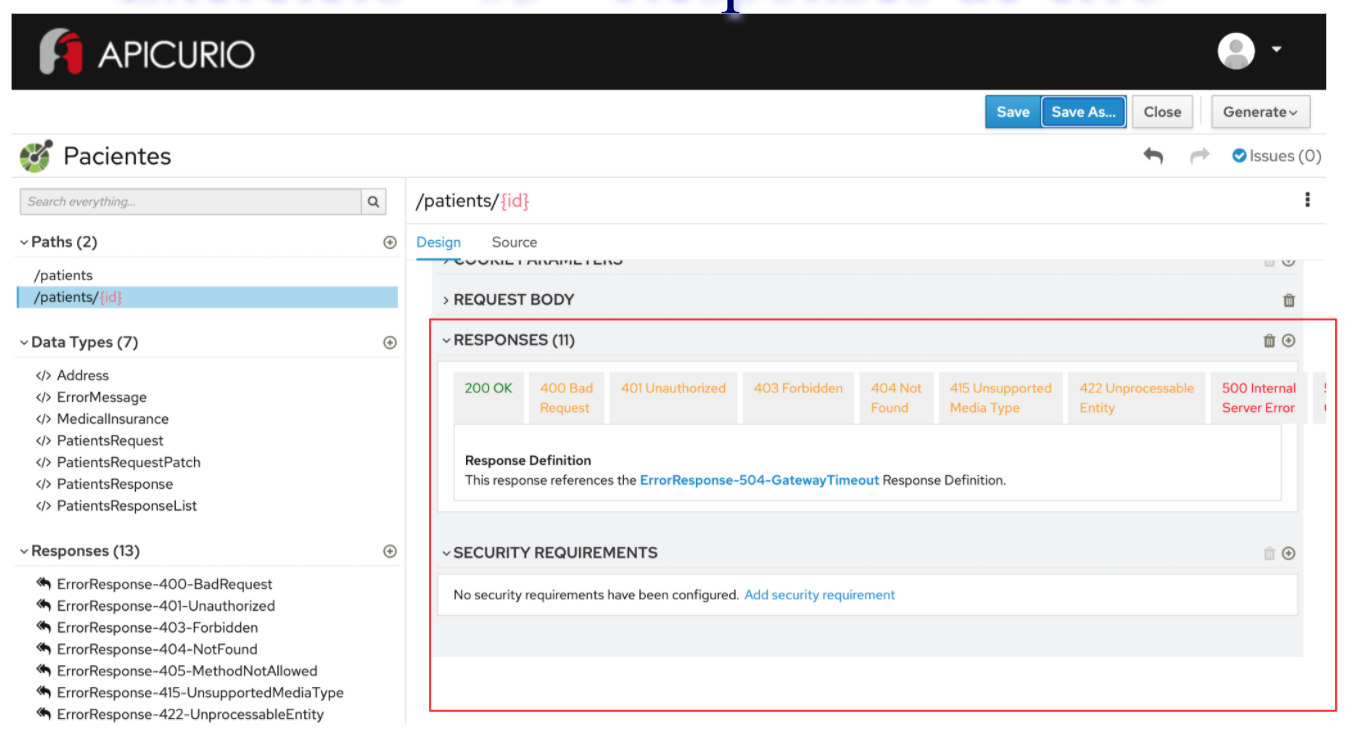 APICURIO
Save
Save As...
Close
Generate
Pacientes
Issues (0)
Search everything...
/patients/{id}
Paths (2)
Design
Source
/patients
/patients/{id}
COOKIE PARAMETERS
REQUEST BODY
RESPONSES (11)
Data Types (7)
</> Address
</> ErrorMessage
</> MedicalInsurance
</> PatientsRequest
</> PatientsRequestPatch
</> PatientsResponse
</> PatientsResponseList
200 OK
400 Bad Request
401 Unauthorized
403 Forbidden
404 Not Found
415 Unsupported Media Type
422 Unprocessable Entity
500 Internal Server Error
Response Definition
This response references the ErrorResponse-504-GatewayTimeout Response Definition.
Responses (13)
SECURITY REQUIREMENTS
No security requirements have been configured. Add security requirement
ErrorResponse-400-BadRequest
ErrorResponse-401-Unauthorized
ErrorResponse-403-Forbidden
ErrorResponse-404-NotFound
ErrorResponse-405-MethodNotAllowed
ErrorResponse-415-UnsupportedMediaType
ErrorResponse-422-UnprocessableEntity